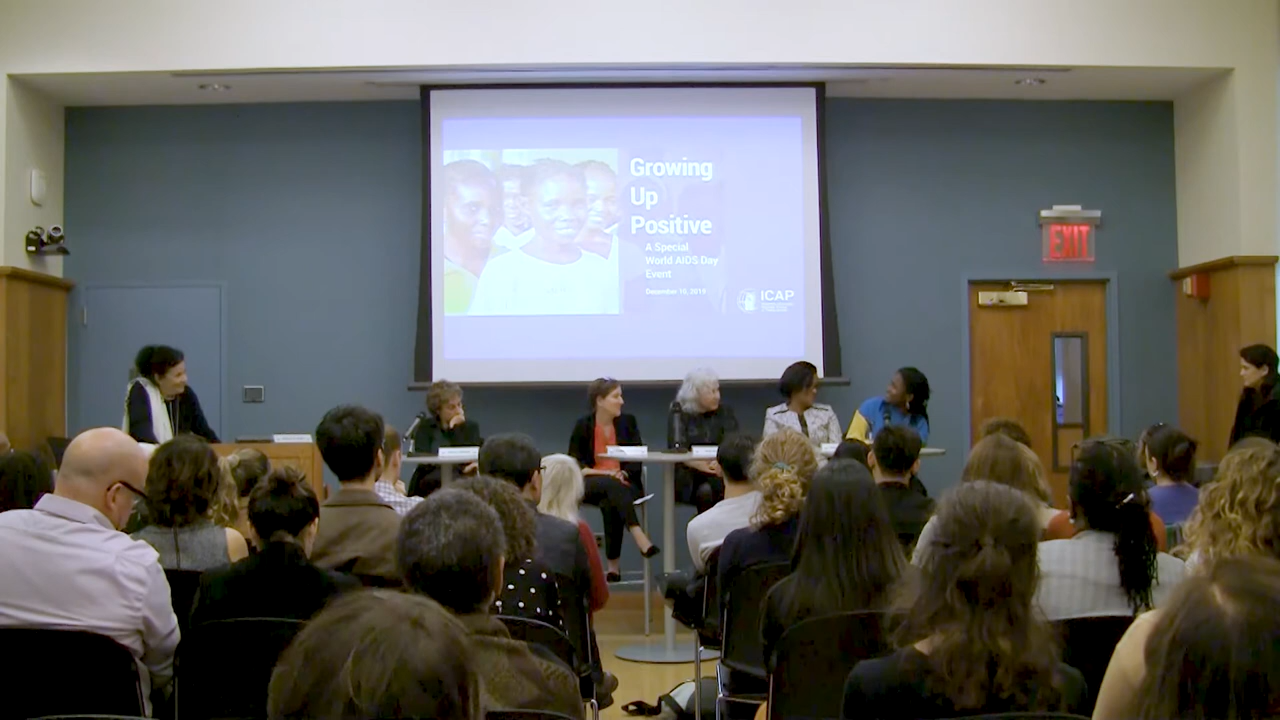 Growing
Up
Positive
A Special
World AIDS Day
Event
ICAP
EXIT